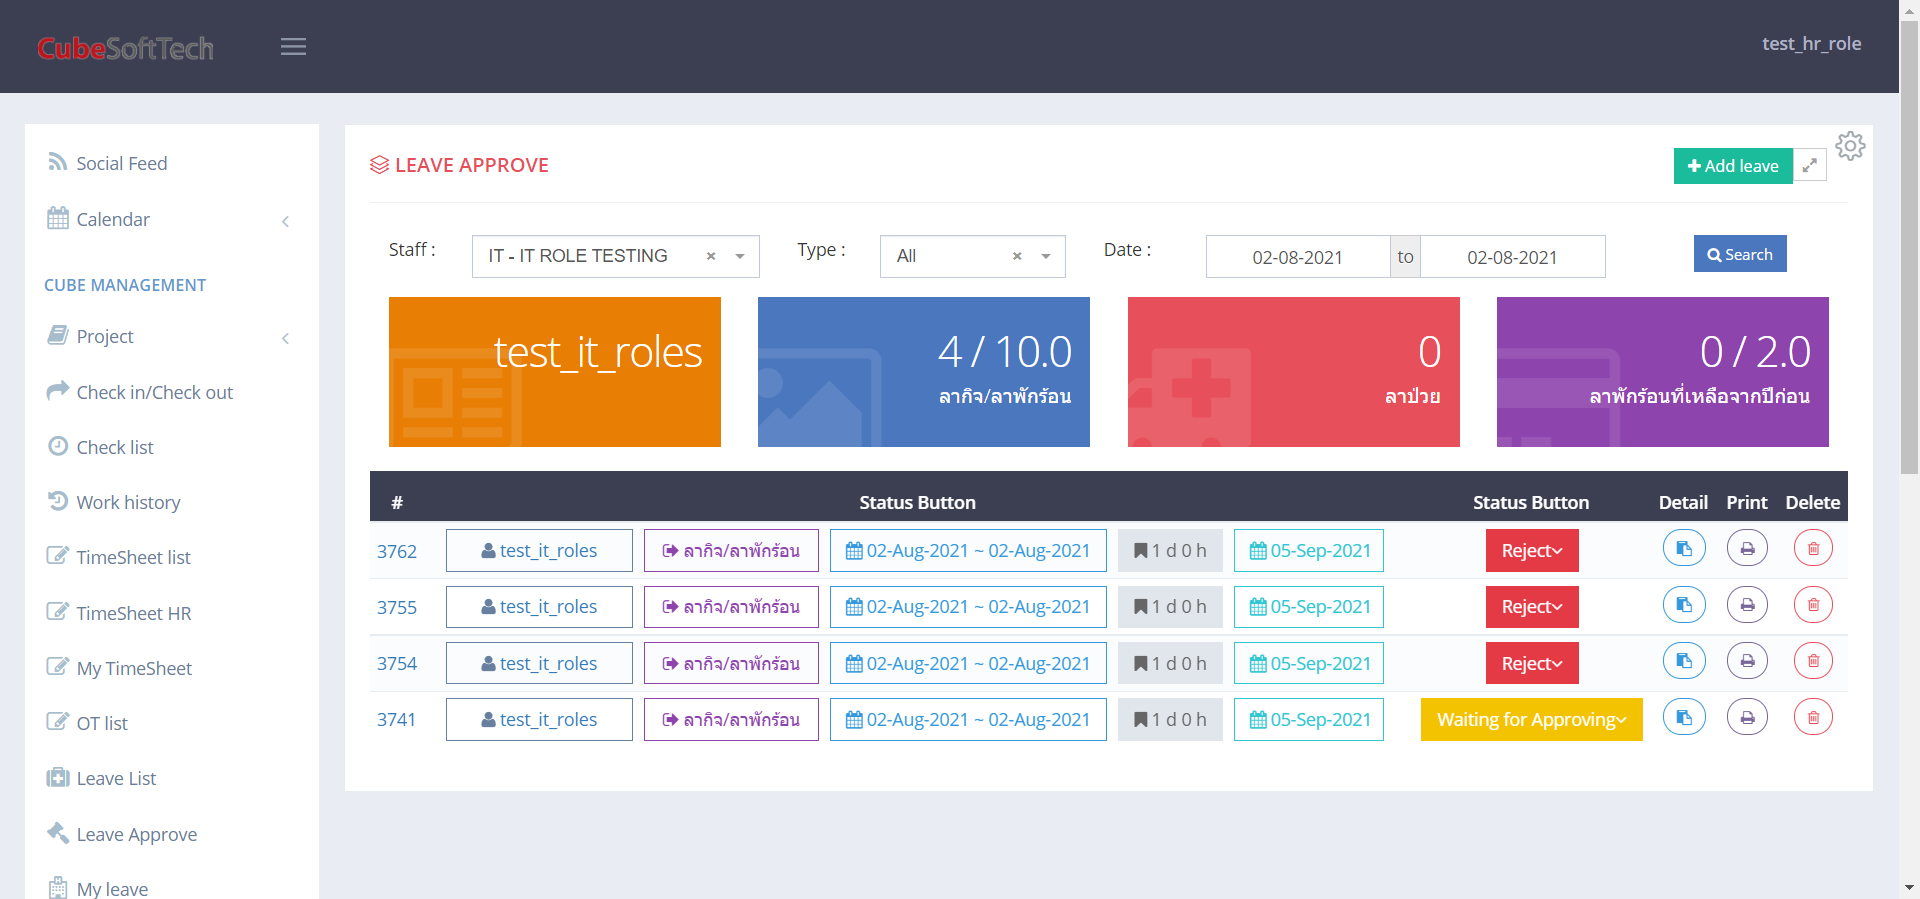 CubeSoftTech
test_hr_role
Social Feed
Calendar
CUBE MANAGEMENT
Project
Check in/Check out
Check list
Work history
TimeSheet list
TimeSheet HR
My TimeSheet
OT list
Leave List
Leave Approve
My leave
LEAVE APPROVE
Add leave
Staff : IT - IT ROLE TESTING × Type : All × Date : 02-08-2021 to 02-08-2021 Search
test_it_roles
4 / 10.0
ลากิจ/ลาพักร้อน
0
ลาป่วย
0 / 2.0
ลาพักร้อนที่เหลือจากปีก่อน
# Status Button Status Button Detail Print Delete
3762 test_it_roles ลากิจ/ลาพักร้อน 02-Aug-2021 ~ 02-Aug-2021 1 d 0 h 05-Sep-2021 Reject
3755 test_it_roles ลากิจ/ลาพักร้อน 02-Aug-2021 ~ 02-Aug-2021 1 d 0 h 05-Sep-2021 Reject
3754 test_it_roles ลากิจ/ลาพักร้อน 02-Aug-2021 ~ 02-Aug-2021 1 d 0 h 05-Sep-2021 Reject
3741 test_it_roles ลากิจ/ลาพักร้อน 02-Aug-2021 ~ 02-Aug-2021 1 d 0 h 05-Sep-2021 Waiting for Approving